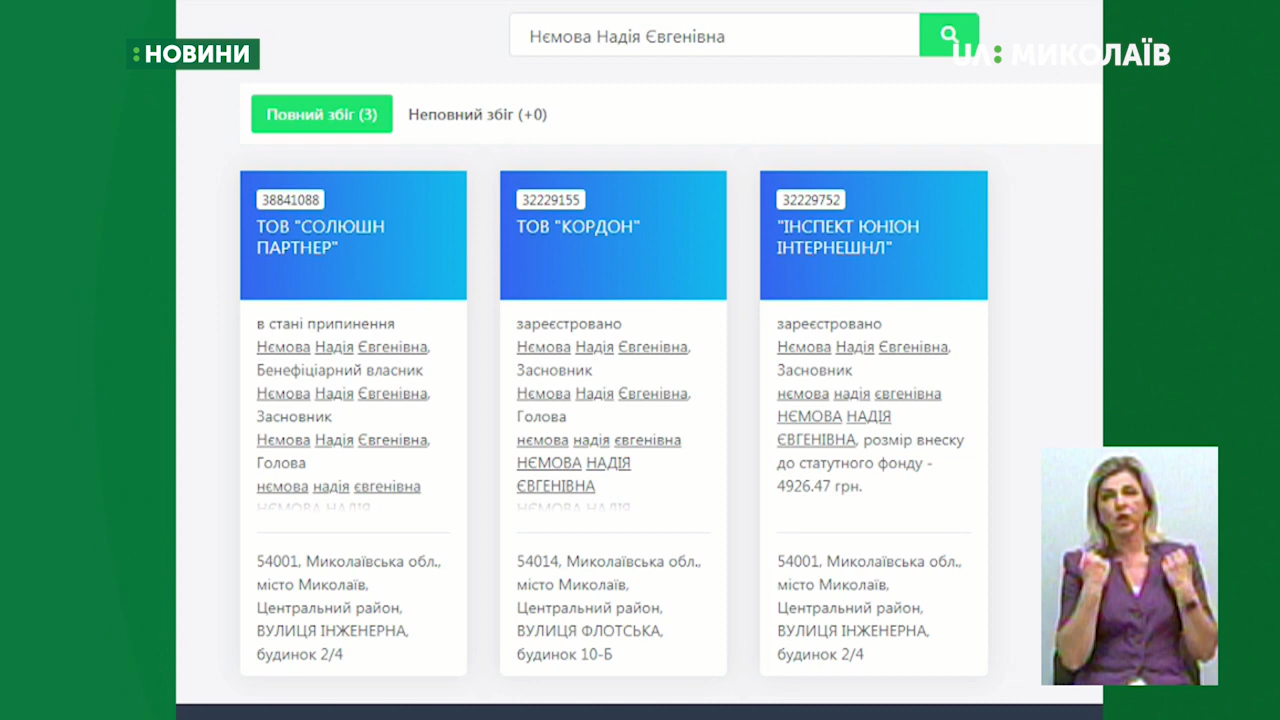 :НОВИНИ
UA: МИКОЛАЇВ
Нємова Надія Євгенівна
Повний збіг (3)
Неповний збіг (+0)
38841088
ТОВ "СОЛЮШН
ПАРТНЕР"
в стані припинення
Нємова Надія Євгенівна,
Бенефіціарний власник
Нємова Надія Євгенівна,
Засновник
Нємова Надія Євгенівна,
Голова
нємова надія євгенівна
НЄМОВА НАДІЯ
54001, Миколаївська обл.,
місто Миколаїв,
Центральний район,
ВУЛИЦЯ ІНЖЕНЕРНА,
будинок 2/4
32229155
ТОВ "КОРДОН"
зареєстровано
Нємова Надія Євгенівна,
Засновник
Нємова Надія Євгенівна,
Голова
нємова надія євгенівна
НЄМОВА НАДІЯ
ЄВГЕНІВНА
НЄМОВА НАДІЯ
54014, Миколаївська обл.,
місто Миколаїв,
Центральний район,
ВУЛИЦЯ ФЛОТСЬКА,
будинок 10-Б
32229752
"ІНСПЕКТ ЮНІОН
ІНТЕРНЕШНЛ"
зареєстровано
Нємова Надія Євгенівна,
Засновник
нємова надія євгенівна
НЄМОВА НАДІЯ
ЄВГЕНІВНА, розмір внеску
до статутного фонду -
4926.47 грн.
54001, Миколаївська обл.,
місто Миколаїв,
Центральний район,
ВУЛИЦЯ ІНЖЕНЕРНА,
будинок 2/4